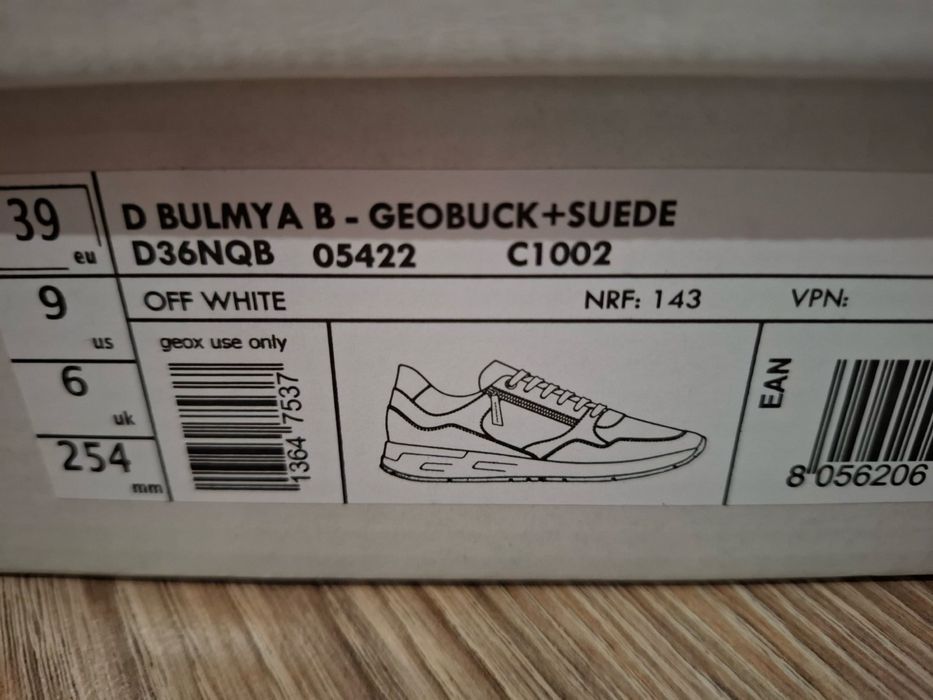 39 eu
D BULMYA B - GEOBUCK+SUEDE
D36NQB 05422 C1002
9 us
OFF WHITE NRF: 143 VPN:
geox use only
6 uk
254 mm
1364 7537
EAN
8 056206